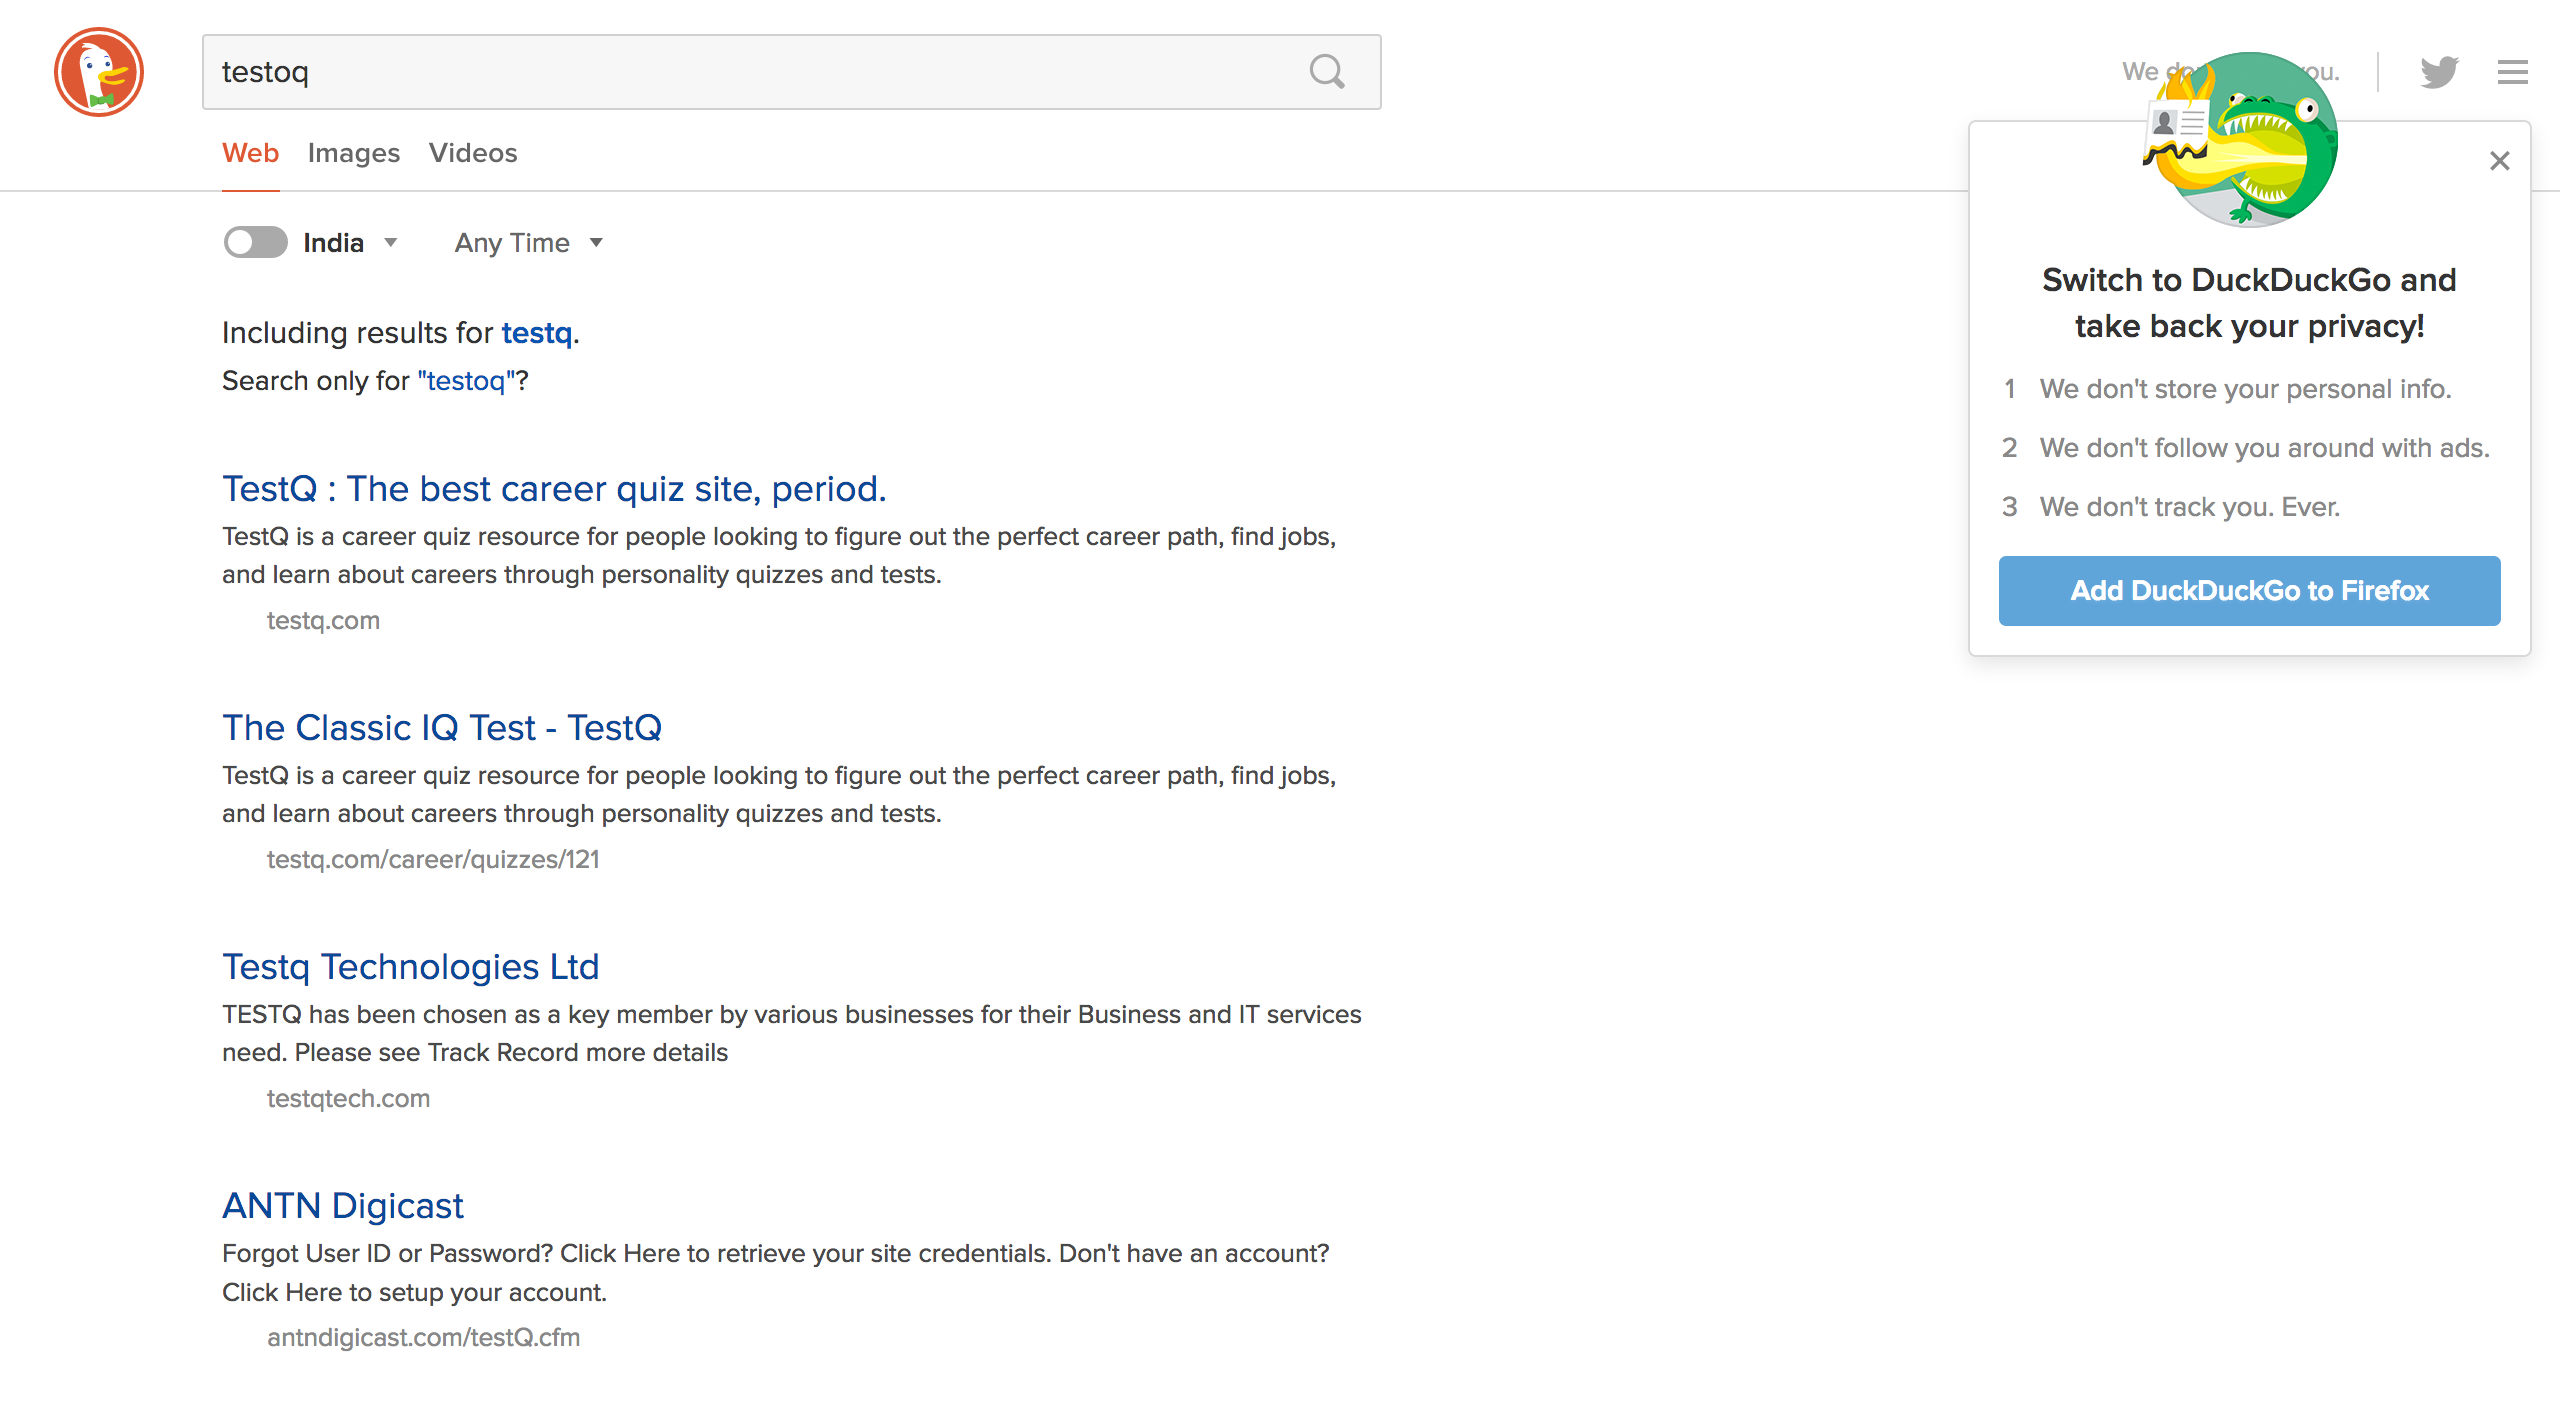 testoq
We don't you.
Web Images Videos
India Any Time
Including results for testq.
Search only for "testoq"?
TestQ : The best career quiz site, period.
TestQ is a career quiz resource for people looking to figure out the perfect career path, find jobs,
and learn about careers through personality quizzes and tests.
testq.com
The Classic IQ Test - TestQ
TestQ is a career quiz resource for people looking to figure out the perfect career path, find jobs,
and learn about careers through personality quizzes and tests.
testq.com/career/quizzes/121
Testq Technologies Ltd
TESTQ has been chosen as a key member by various businesses for their Business and IT services
need. Please see Track Record more details
testqtech.com
ANTN Digicast
Forgot User ID or Password? Click Here to retrieve your site credentials. Don't have an account?
Click Here to setup your account.
antndigicast.com/testQ.cfm
Switch to DuckDuckGo and
take back your privacy!
1 We don't store your personal info.
2 We don't follow you around with ads.
3 We don't track you. Ever.
Add DuckDuckGo to Firefox